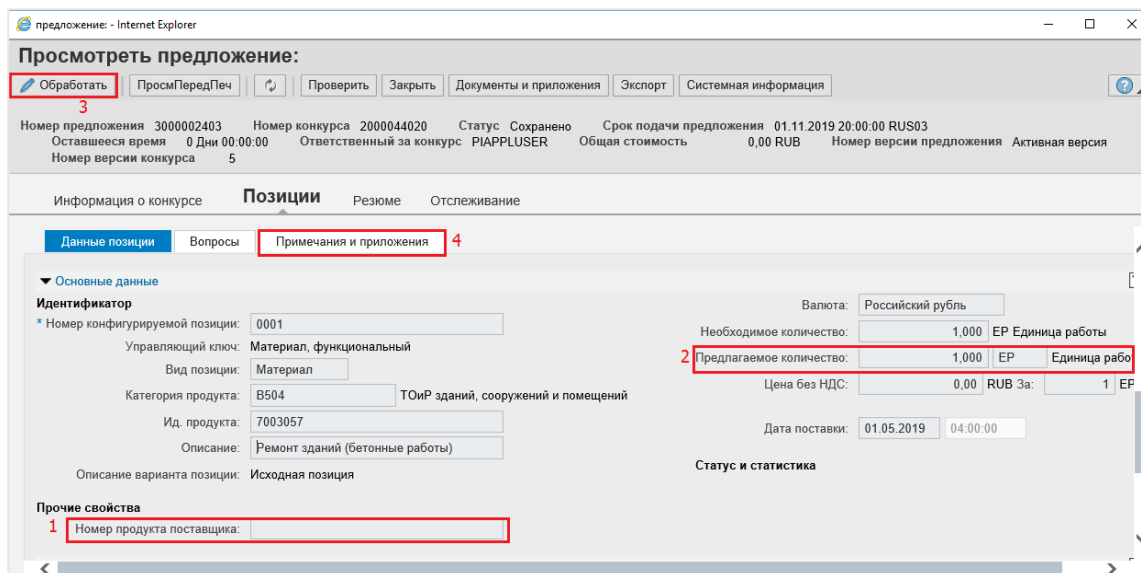 предложение: - Internet Explorer
Просмотреть предложение:
Обработать ПросмПередПеч Проверить Закрыть Документы и приложения Экспорт Системная информация ?
3
Номер предложения 3000002403 Номер конкурса 2000044020 Статус Сохранено Срок подачи предложения 01.11.2019 20:00:00 RUS03
Оставшееся время 0 Дни 00:00:00 Ответственный за конкурс PIAPPLUSER Общая стоимость 0,00 RUB Номер версии предложения Активная версия
Номер версии конкурса 5
Информация о конкурсе Позиции Резюме Отслеживание
Данные позиции Вопросы Примечания и приложения 4
Основные данные
Идентификатор
* Номер конфигурируемой позиции: 0001
Управляющий ключ: Материал, функциональный
Вид позиции: Материал
Категория продукта: B504 ТОиР зданий, сооружений и помещений
Ид. продукта: 7003057
Описание: Ремонт зданий (бетонные работы)
Описание варианта позиции: Исходная позиция
Прочие свойства
1 Номер продукта поставщика:
Валюта: Российский рубль
Необходимое количество: 1,000 EP Единица работы
2 Предлагаемое количество: 1,000 EP Единица рабо
Цена без НДС: 0,00 RUB За: 1 EP
Дата поставки: 01.05.2019 04:00:00
Статус и статистика